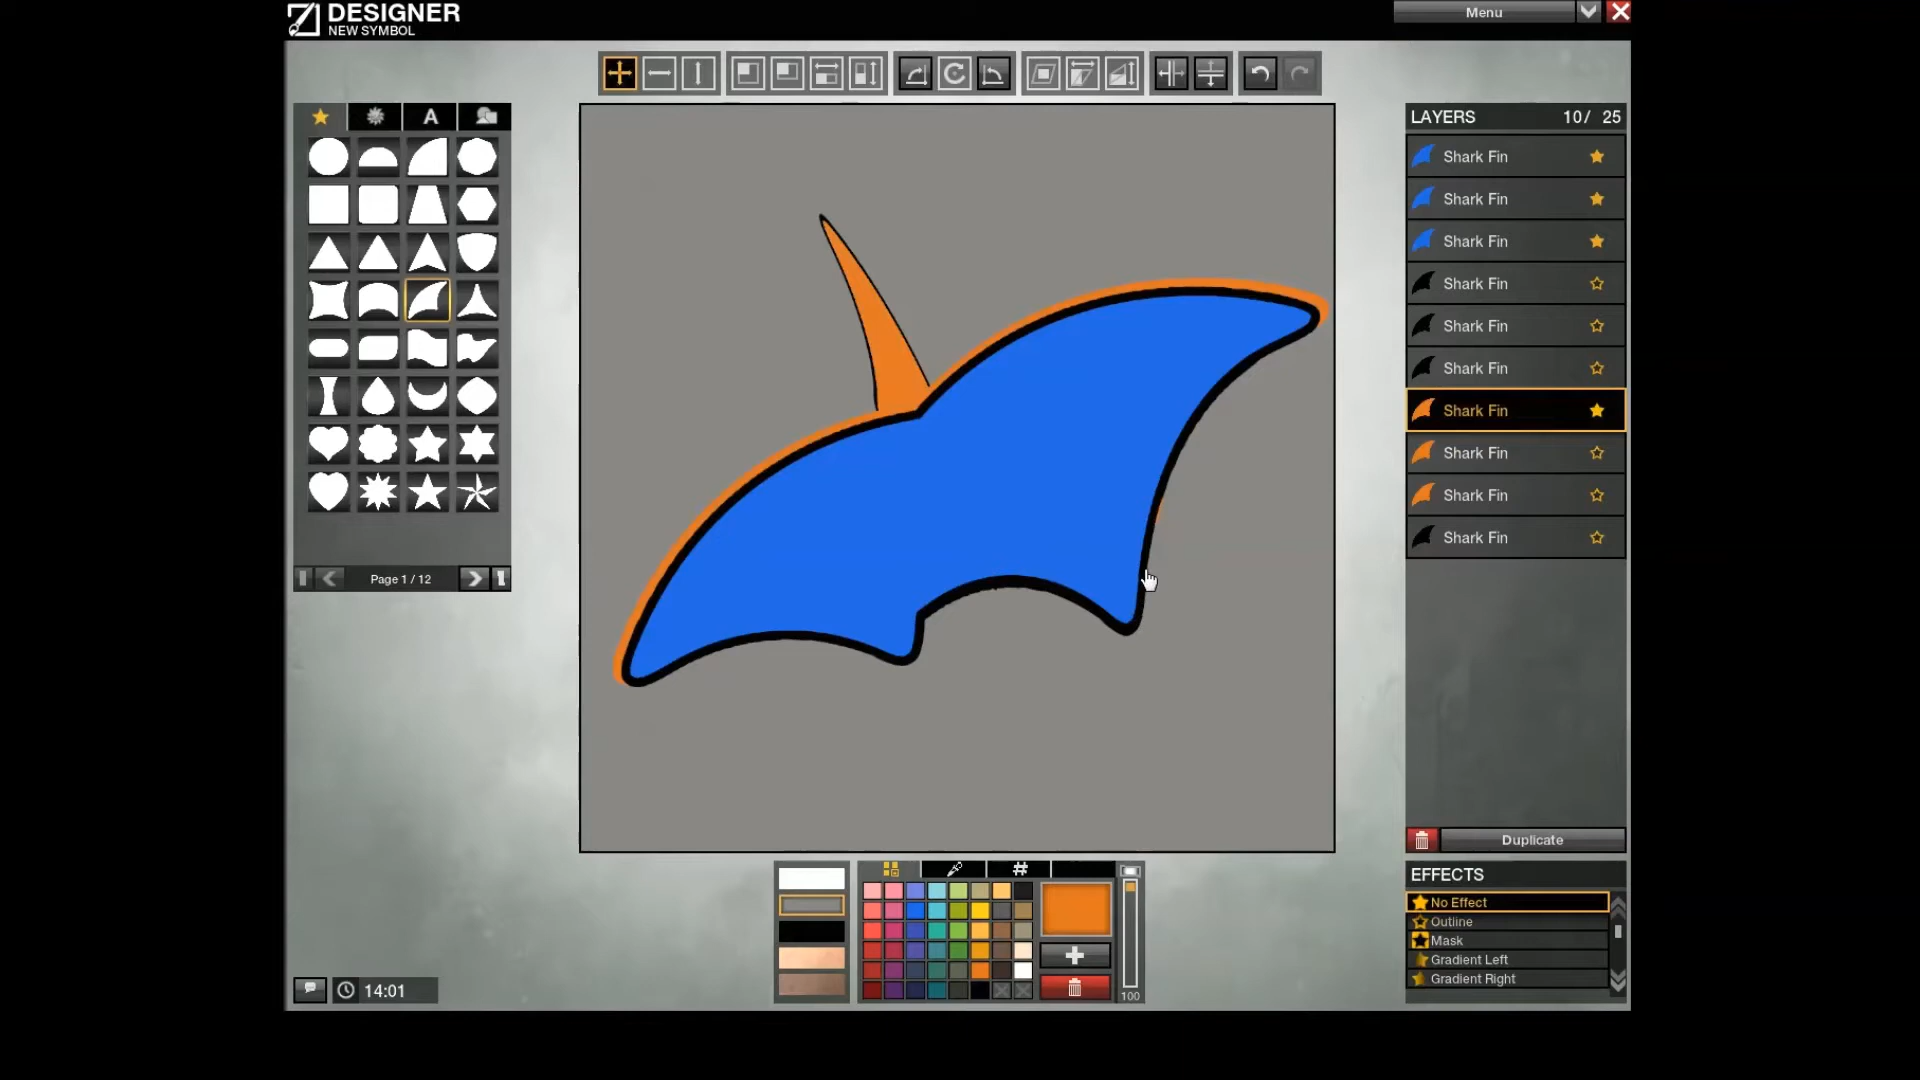 DESIGNER
NEW SYMBOL
Menu
A
Page 1 / 12
LAYERS 10/ 25
Shark Fin
Shark Fin
Shark Fin
Shark Fin
Shark Fin
Shark Fin
Shark Fin
Shark Fin
Shark Fin
Shark Fin
Duplicate
EFFECTS
No Effect
Outline
Mask
Gradient Left
Gradient Right
#
100
14:01